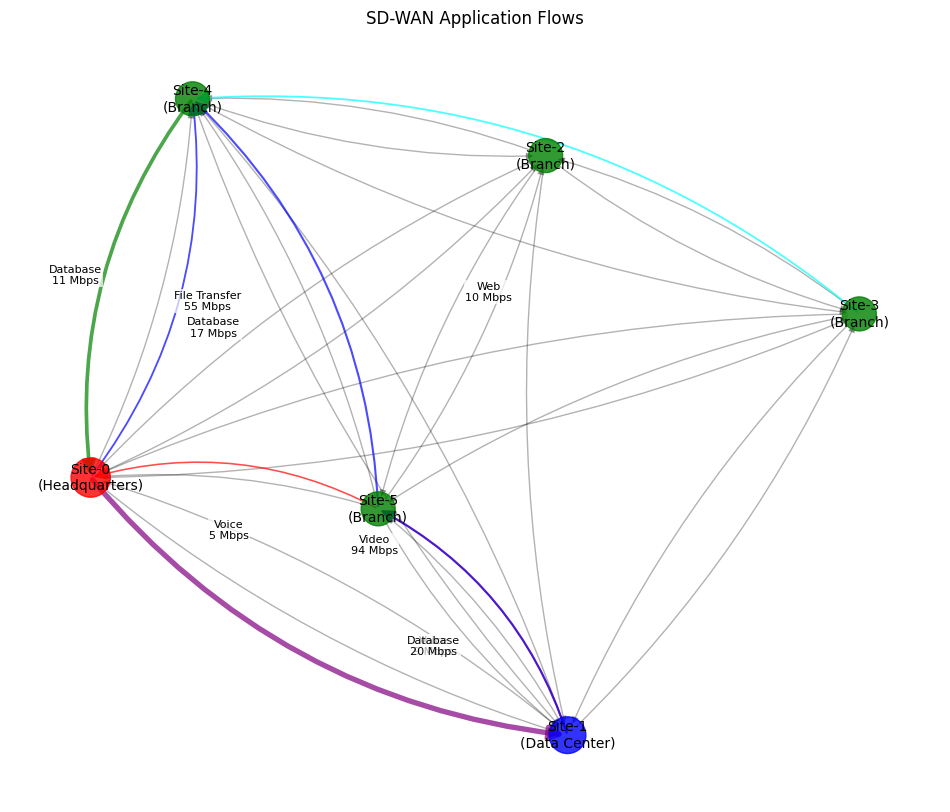 SD-WAN Application Flows
Site-4
(Branch)
Site-2
(Branch)
Database
11 Mbps
File Transfer
55 Mbps
Web
10 Mbps
Site-3
(Branch)
Database
17 Mbps
Site-0
(Headquarters)
Site-5
(Branch)
Voice
5 Mbps
Video
94 Mbps
Database
20 Mbps
Site-1
(Data Center)